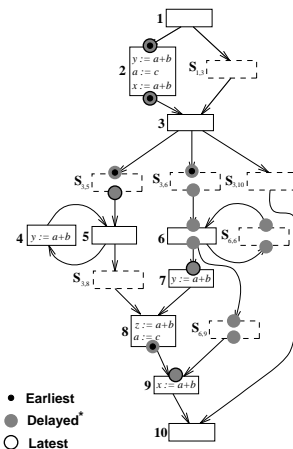 1
2
y := a+b
a := c
x := a+b
S1,3
3
S3,5
S3,6
S3,10
4
y := a+b
5
6
S6,6
S3,8
7
y := a+b
8
z := a+b
a := c
S6,9
9
x := a+b
10
Earliest
Delayed*
Latest